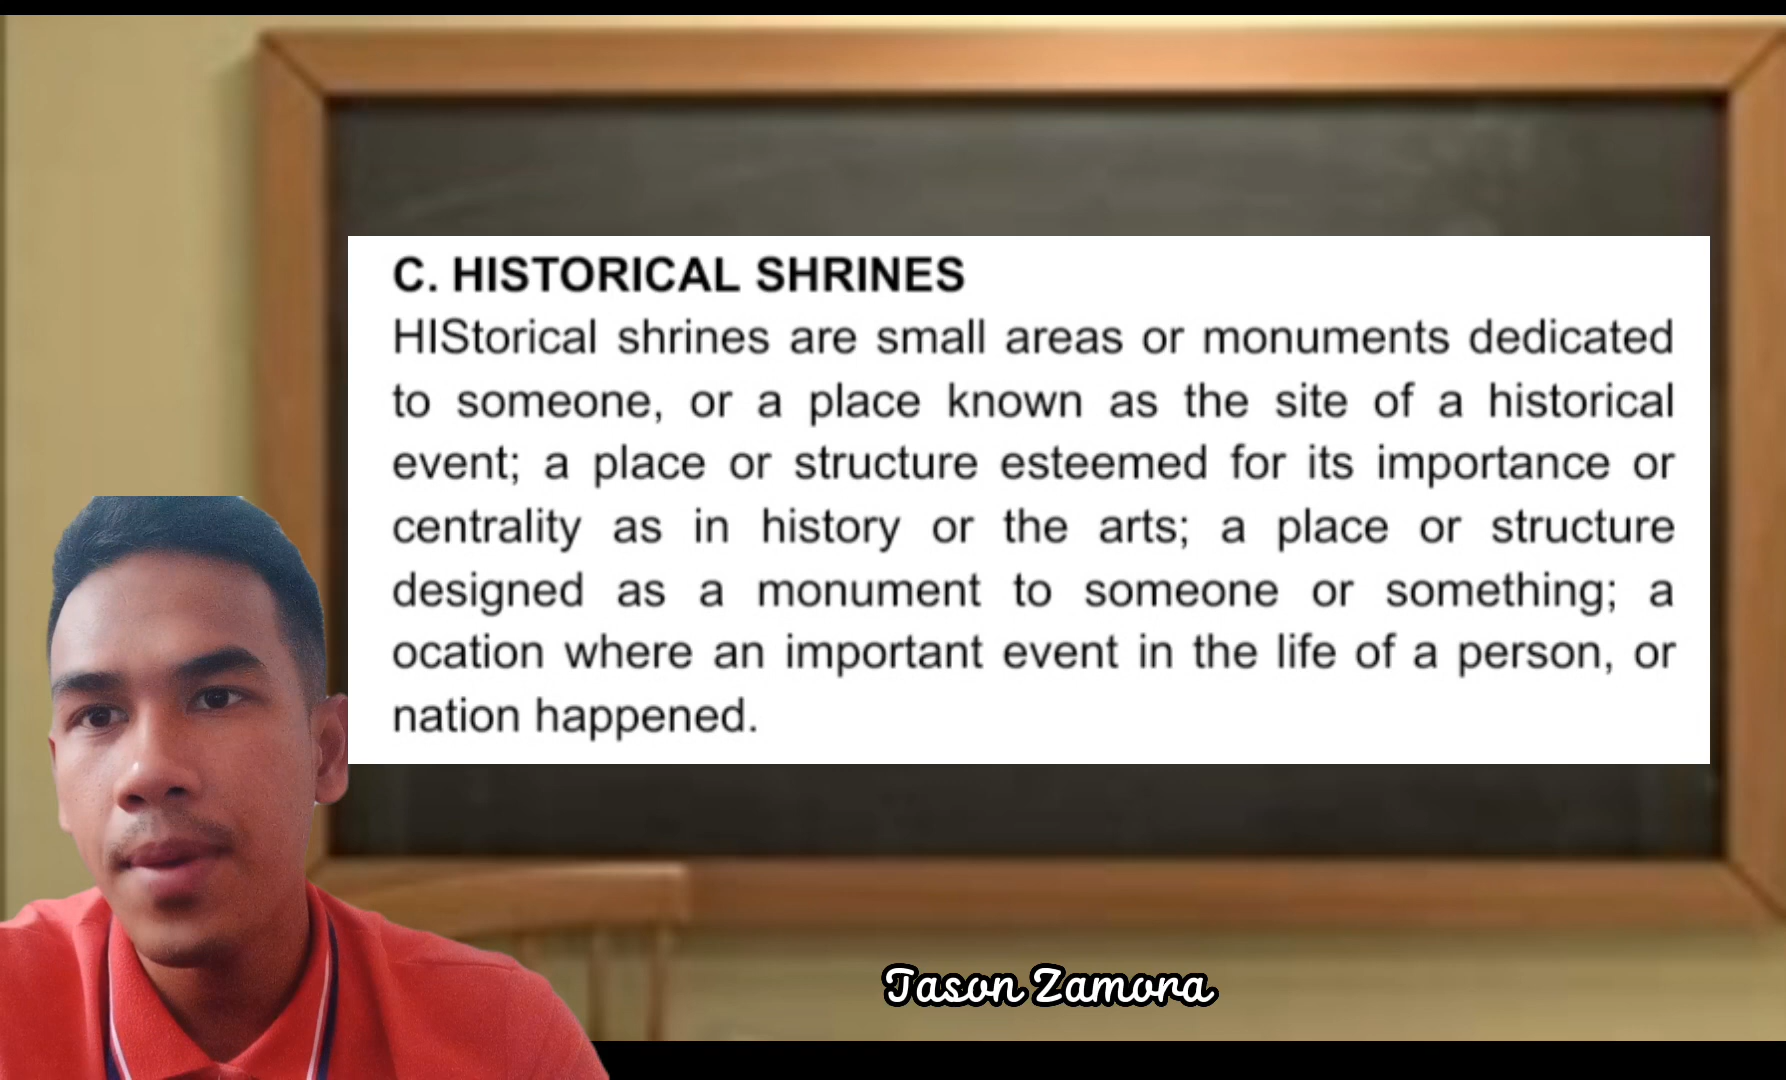 C. HISTORICAL SHRINES
HIStorical shrines are small areas or monuments dedicated
to someone, or a place known as the site of a historical
event; a place or structure esteemed for its importance or
centrality as in history or the arts; a place or structure
designed as a monument to someone or something; a
ocation where an important event in the life of a person, or
nation happened.
Tason Zamora